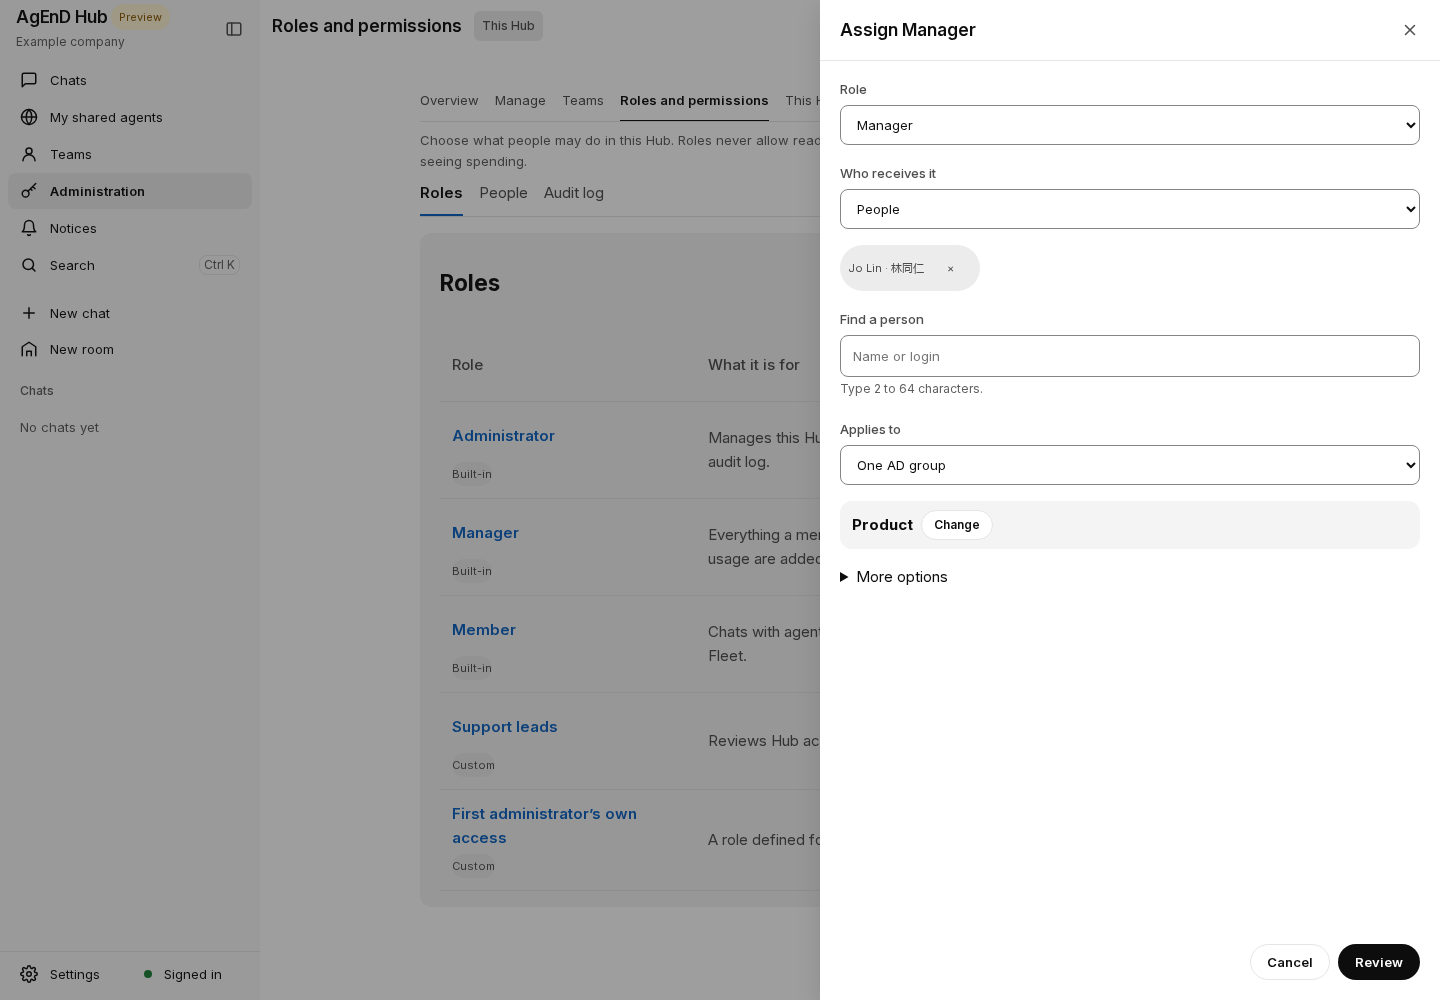 AgEnD Hub Preview
Example company
Chats
My shared agents
Teams
Administration
Notices
Search Ctrl K
New chat
New room
Chats
No chats yet
Settings Signed in
Roles and permissions This Hub
Overview Manage Teams Roles and permissions This
Choose what people may do in this Hub. Roles never allow read
seeing spending.
Roles People Audit log
Roles
Role What it is for
Administrator
Built-in
Manages this Hu
audit log.
Manager
Built-in
Everything a mem
usage are added
Member
Built-in
Chats with agent
Fleet.
Support leads
Custom
Reviews Hub ac
First administrator’s own
access
Custom
A role defined fo
Assign Manager
Role
Manager
Who receives it
People
Jo Lin · 林同仁 ×
Find a person
Name or login
Type 2 to 64 characters.
Applies to
One AD group
Product Change
More options
Cancel Review